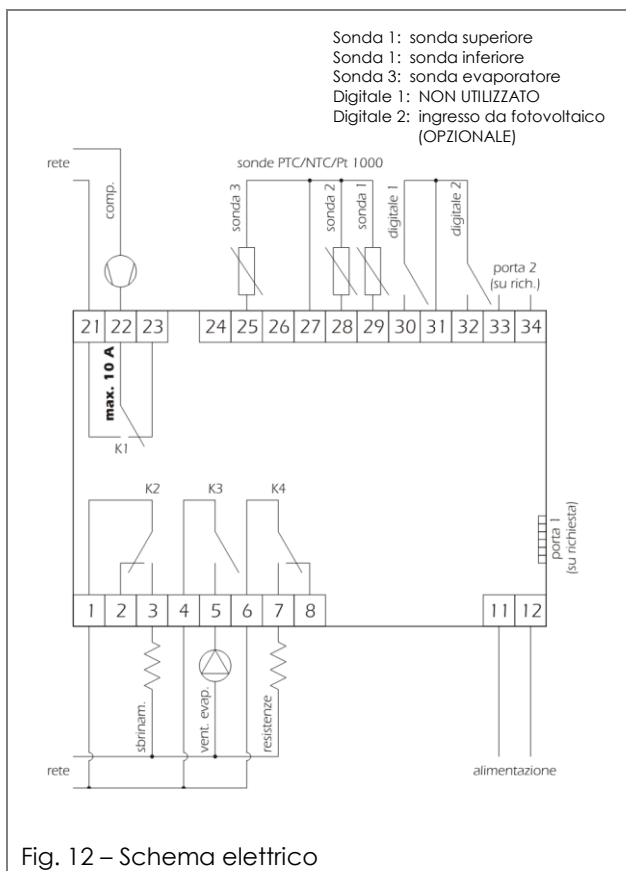 Sonda 1: sonda superiore
Sonda 1: sonda inferiore
Sonda 3: sonda evaporatore
Digitale 1: NON UTILIZZATO
Digitale 2: ingresso da fotovoltaico
(OPZIONALE)
rete
comp.
sonde PTC/NTC/Pt 1000
sonda 3
sonda 2
sonda 1
digitale 1
digitale 2
porta 2
(su rich.)
21 22 23 24 25 26 27 28 29 30 31 32 33 34
max. 10 A
K1
K2 K3 K4
porta 1
(su richiesta)
1 2 3 4 5 6 7 8 11 12
sbrinam.
vent. evap.
resistenze
rete
alimentazione
Fig. 12 – Schema elettrico